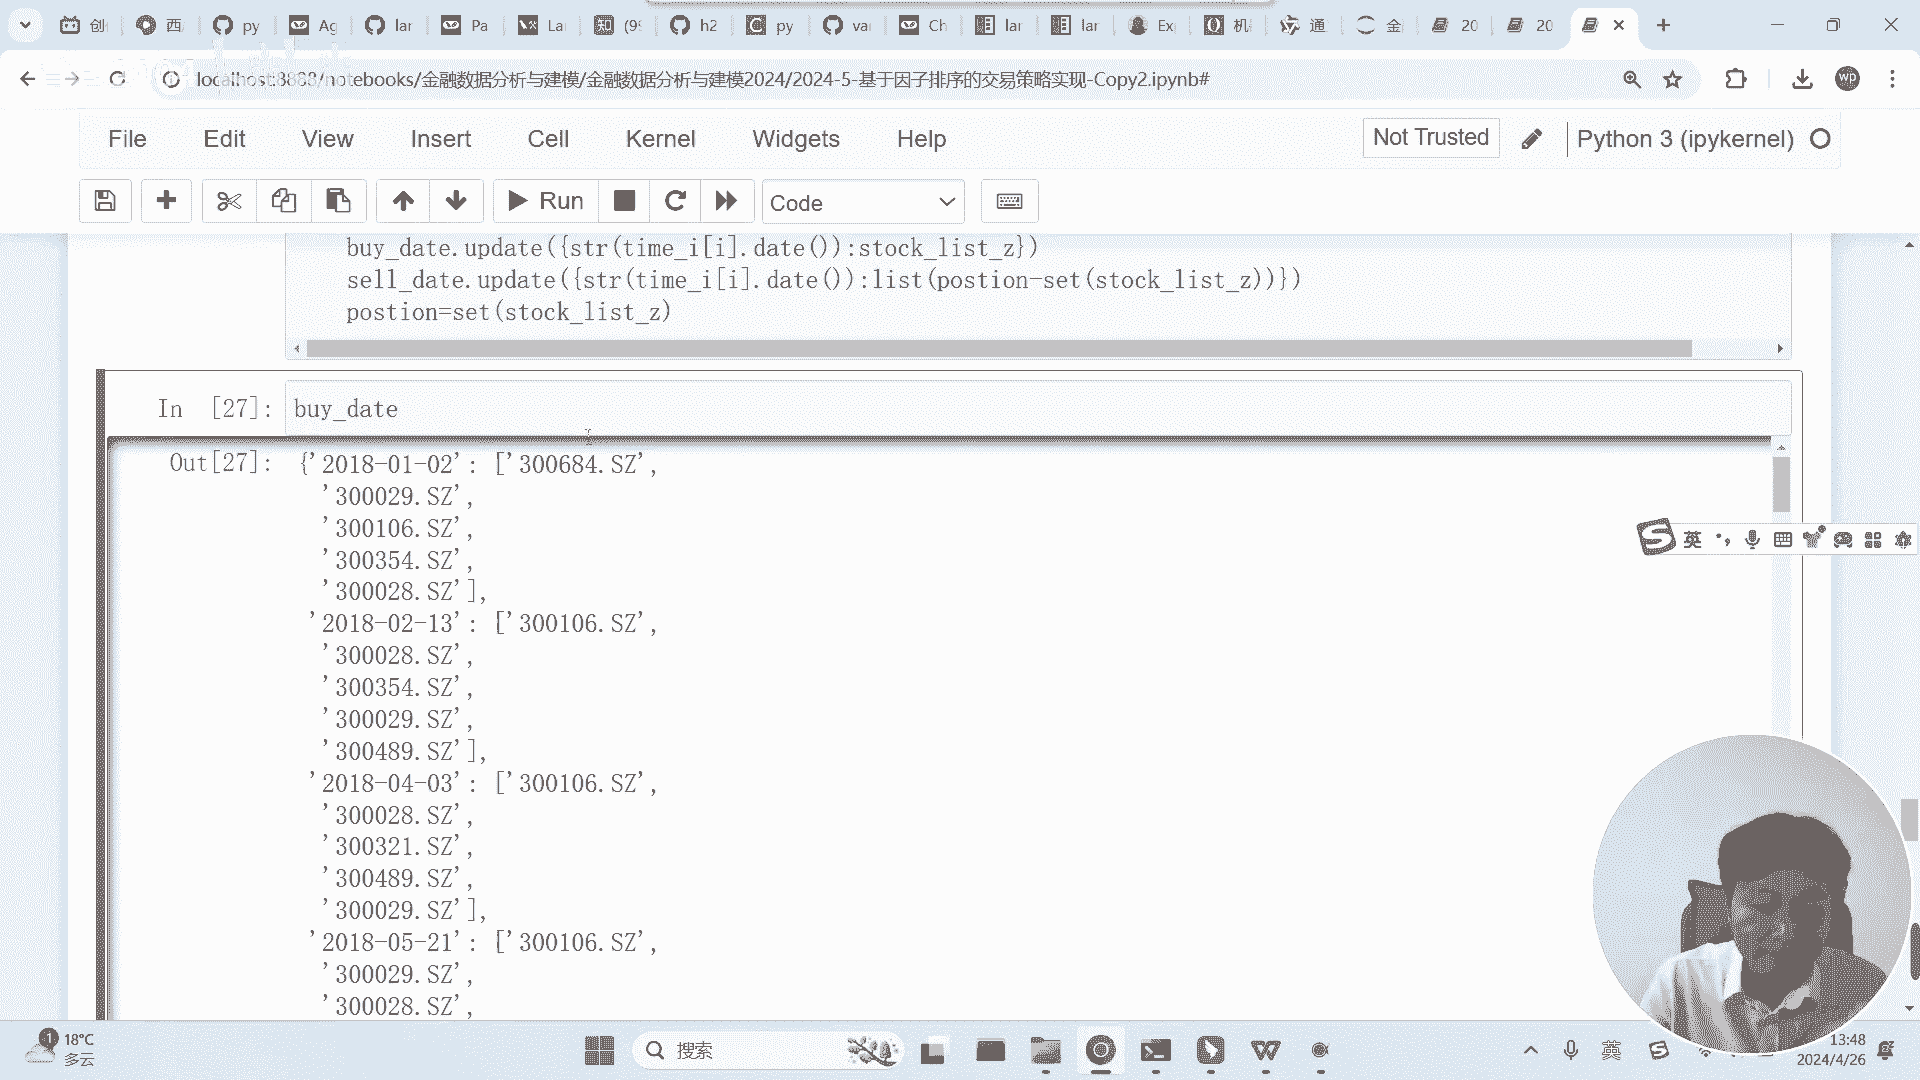 创
西
py
Ag
lar
Pa
La
知 (9
h2
py
va
Ch
lar
lar
Ex
机
通
金
20
20
localhost:8888/notebooks/金融数据分析与建模/金融数据分析与建模2024/2024-5-基于因子排序的交易策略实现-Copy2.ipynb#
wp
File Edit View Insert Cell Kernel Widgets Help
Not Trusted
Python 3 (ipykernel)
Run
Code
buy_date.update({str(time_i[i].date()):stock_list_z})
sell_date.update({str(time_i[i].date()):list(postion-set(stock_list_z))})
postion=set(stock_list_z)
In [27]: buy_date
Out[27]: {'2018-01-02': ['300684.SZ',
'300029.SZ',
'300106.SZ',
'300354.SZ',
'300028.SZ'],
'2018-02-13': ['300106.SZ',
'300028.SZ',
'300354.SZ',
'300029.SZ',
'300489.SZ'],
'2018-04-03': ['300106.SZ',
'300028.SZ',
'300321.SZ',
'300489.SZ',
'300029.SZ'],
'2018-05-21': ['300106.SZ',
'300029.SZ',
'300028.SZ',
英
1
18°C
多云
搜索
英
13:48
2024/4/26